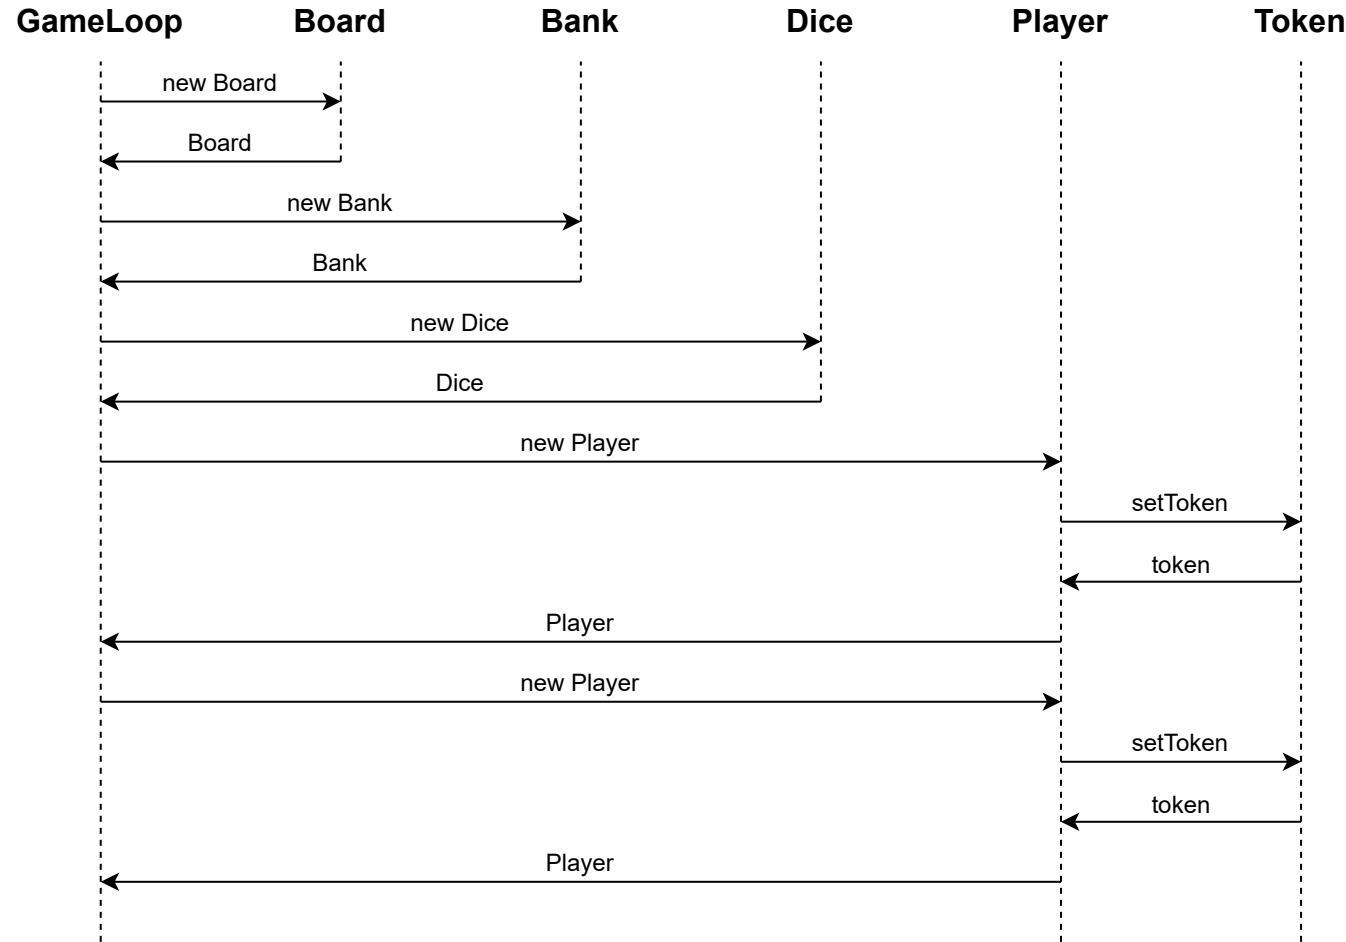 GameLoop Board Bank Dice Player Token
new Board
Board
new Bank
Bank
new Dice
Dice
new Player
setToken
token
Player
new Player
setToken
token
Player